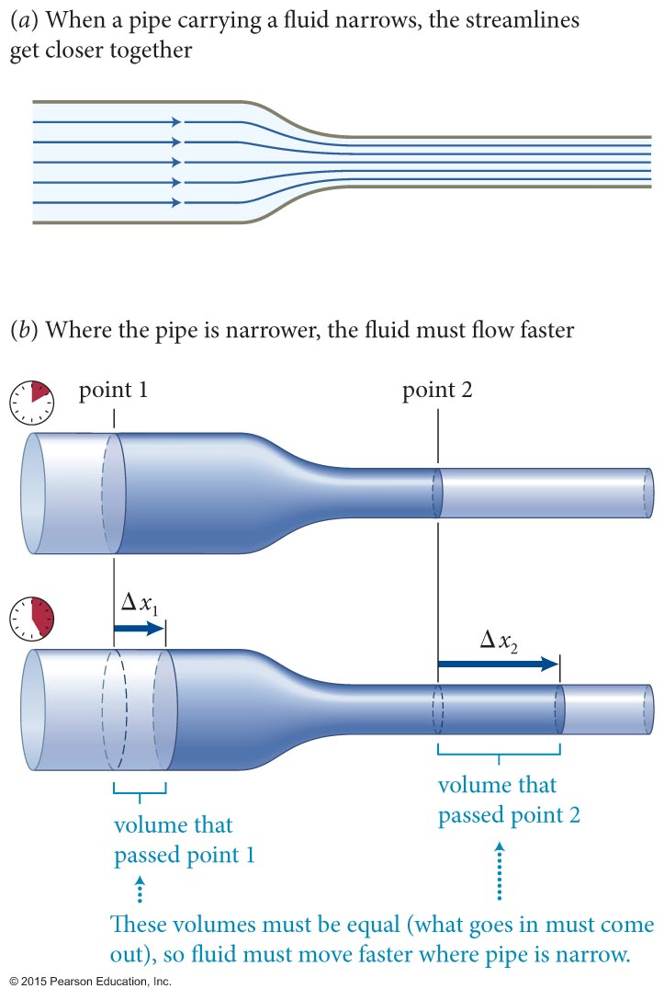 (a) When a pipe carrying a fluid narrows, the streamlines
get closer together
(b) Where the pipe is narrower, the fluid must flow faster
point 1
point 2
Δx₁
Δx₂
volume that
passed point 1
volume that
passed point 2
These volumes must be equal (what goes in must come
out), so fluid must move faster where pipe is narrow.
© 2015 Pearson Education, Inc.